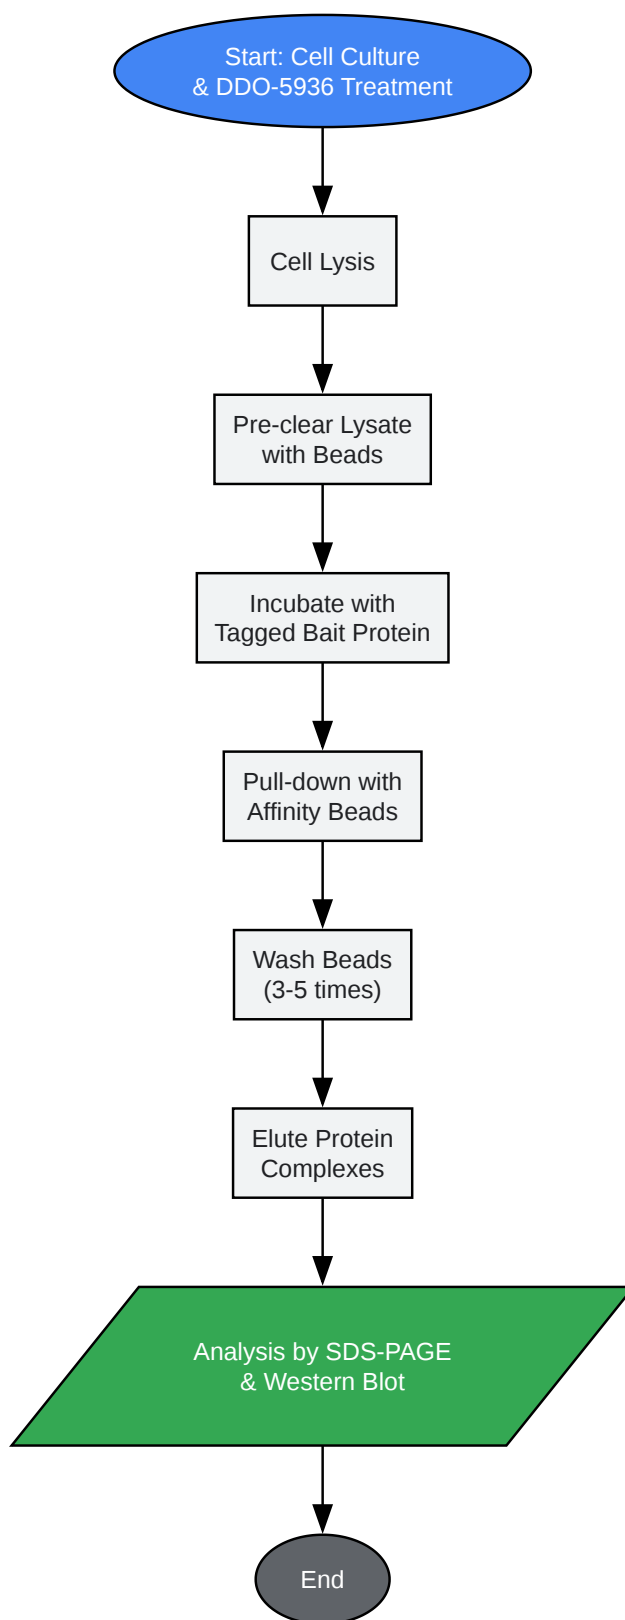 Start: Cell Culture
& DDO-5936 Treatment
Cell Lysis
Pre-clear Lysate
with Beads
Incubate with
Tagged Bait Protein
Pull-down with
Affinity Beads
Wash Beads
(3-5 times)
Elute Protein
Complexes
Analysis by SDS-PAGE
& Western Blot
End